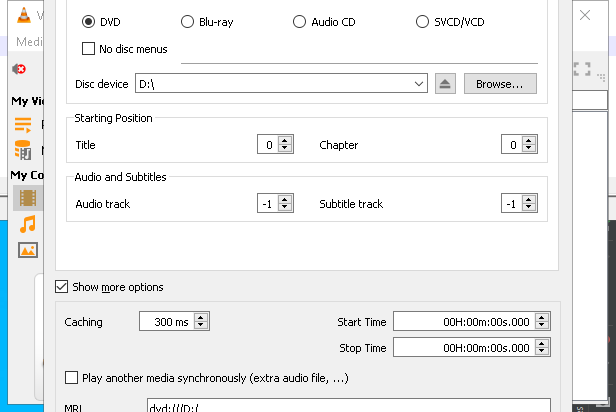 Medi
DVD
Blu-ray
Audio CD
SVCD/VCD
No disc menus
Disc device
D:\
Browse...
My Vi
Starting Position
Title
0
Chapter
0
My Co
Audio and Subtitles
Audio track
-1
Subtitle track
-1
Show more options
Caching
300 ms
Start Time
00H:00m:00s.000
Stop Time
00H:00m:00s.000
Play another media synchronously (extra audio file, ...)
MRL
dvd:///D:/